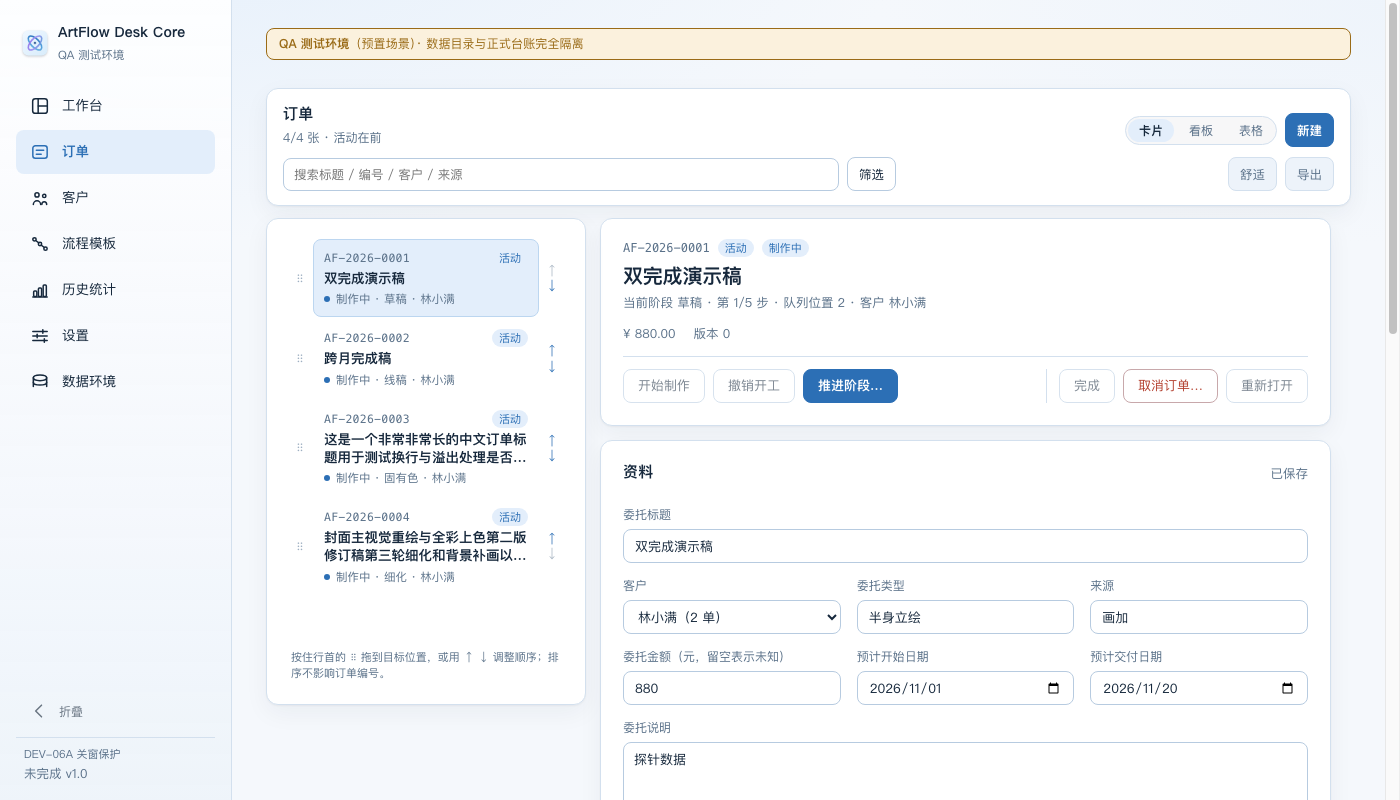 ArtFlow Desk Core
QA 测试环境
工作台
订单
客户
流程模板
历史统计
设置
数据环境
折叠
DEV-06A 关窗保护
未完成 v1.0
QA 测试环境（预置场景）· 数据目录与正式台账完全隔离
订单
4/4 张 · 活动在前
卡片 看板 表格 新建
搜索标题 / 编号 / 客户 / 来源 筛选 舒适 导出
AF-2026-0001 活动
双完成演示稿
制作中 · 草稿 · 林小满
↑
↓
AF-2026-0002 活动
跨月完成稿
制作中 · 线稿 · 林小满
↑
↓
AF-2026-0003 活动
这是一个非常非常长的中文订单标
题用于测试换行与溢出处理是否…
制作中 · 固有色 · 林小满
↑
↓
AF-2026-0004 活动
封面主视觉重绘与全彩上色第二版
修订稿第三轮细化和背景补画以…
制作中 · 细化 · 林小满
↑
↓
按住行首的 ⠿ 拖到目标位置，或用 ↑ ↓ 调整顺序；排
序不影响订单编号。
AF-2026-0001 活动 制作中
双完成演示稿
当前阶段 草稿 · 第 1/5 步 · 队列位置 2 · 客户 林小满
¥ 880.00 版本 0
开始制作 撤销开工 推进阶段… 完成 取消订单… 重新打开
资料 已保存
委托标题
双完成演示稿
客户 委托类型 来源
林小满（2 单） 半身立绘 画加
委托金额（元，留空表示未知） 预计开始日期 预计交付日期
880 2026/11/01 2026/11/20
委托说明
探针数据